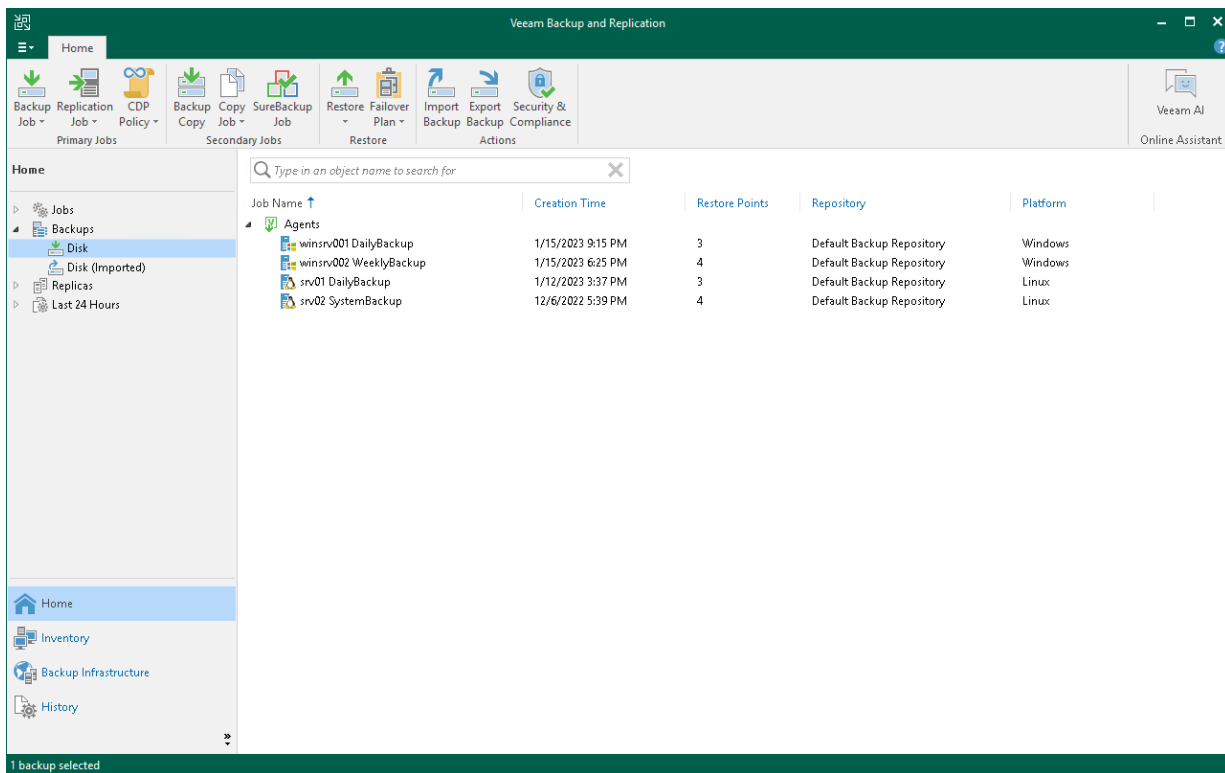 Veeam Backup and Replication
Home
Backup Job
Replication Job
CDP Policy
Backup Copy
Copy Job
SureBackup Job
Restore
Failover Plan
Import Backup
Export Backup
Security & Compliance
Veeam AI
Primary Jobs
Secondary Jobs
Restore
Actions
Online Assistant
Home
Type in an object name to search for
Jobs
Backups
Disk
Disk (Imported)
Replicas
Last 24 Hours
Job Name Creation Time Restore Points Repository Platform
Agents
winsrv001 DailyBackup 1/15/2023 9:15 PM 3 Default Backup Repository Windows
winsrv002 WeeklyBackup 1/15/2023 6:25 PM 4 Default Backup Repository Windows
srv01 DailyBackup 1/12/2023 3:37 PM 3 Default Backup Repository Linux
srv02 SystemBackup 12/6/2022 5:39 PM 4 Default Backup Repository Linux
Home
Inventory
Backup Infrastructure
History
1 backup selected